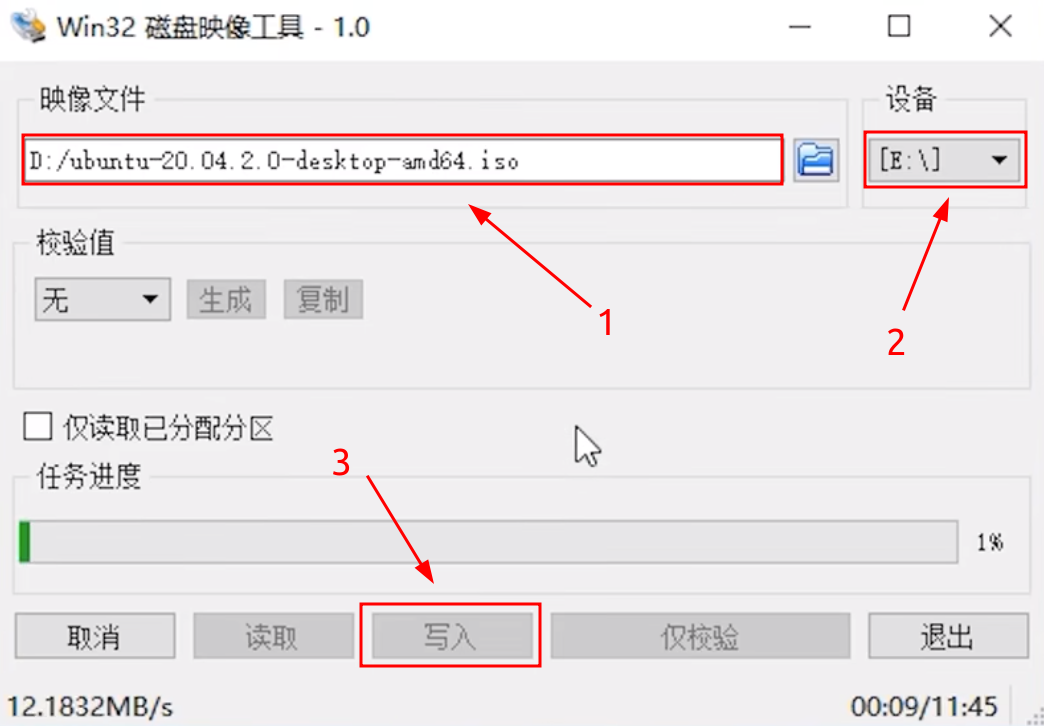 Win32 磁盘映像工具 - 1.0
映像文件
设备
D:/ubuntu-20.04.2.0-desktop-amd64.iso
[E:\]
校验值
无
生成
复制
1
2
仅读取已分配分区
3
任务进度
1%
取消
读取
写入
仅校验
退出
12.1832MB/s
00:09/11:45